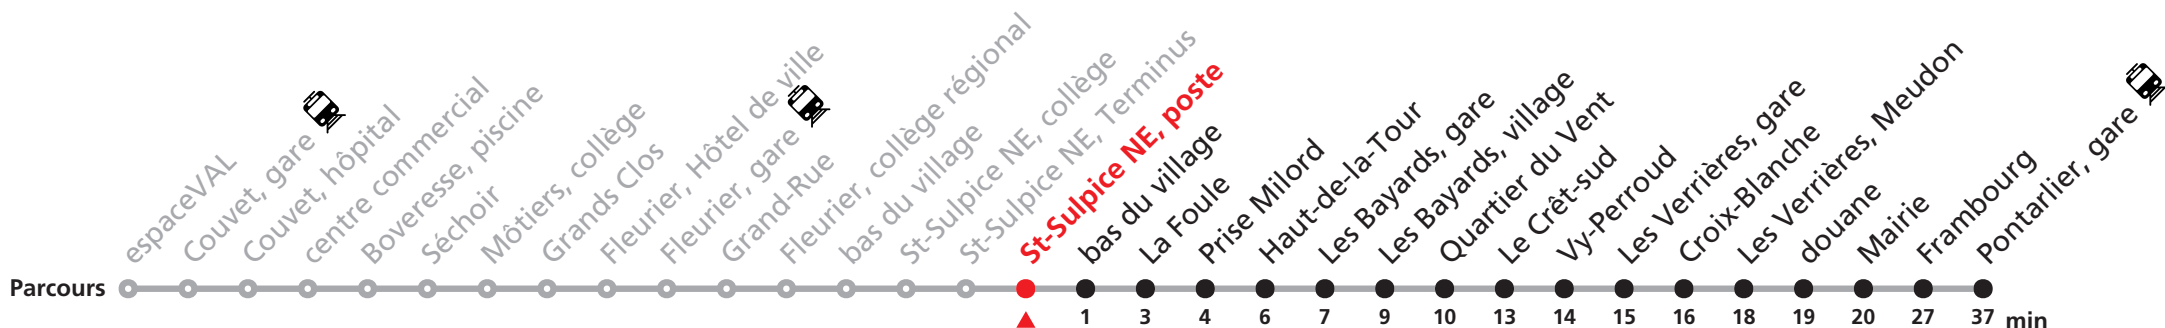 espaceVAL
Couvet, gare
Couvet, hôpital
centre commercial
Boveresse, piscine
Séchoir
Môtiers, collège
Grands Clos
Fleurier, Hôtel de ville
Fleurier, gare
Grand-Rue
Fleurier, collège régional
bas du village
St-Sulpice NE, collège
St-Sulpice NE, Terminus
St-Sulpice NE, poste
bas du village
La Foule
Prise Milord
Haut-de-la-Tour
Les Bayards, gare
Les Bayards, village
Quartier du Vent
Le Crêt-sud
Vy-Perroud
Les Verrières, gare
Croix-Blanche
Les Verrières, Meudon
douane
Mairie
Frambourg
Pontarlier, gare
Parcours
1 3 4 6 7 9 10 13 14 15 16 18 19 20 27 37 min